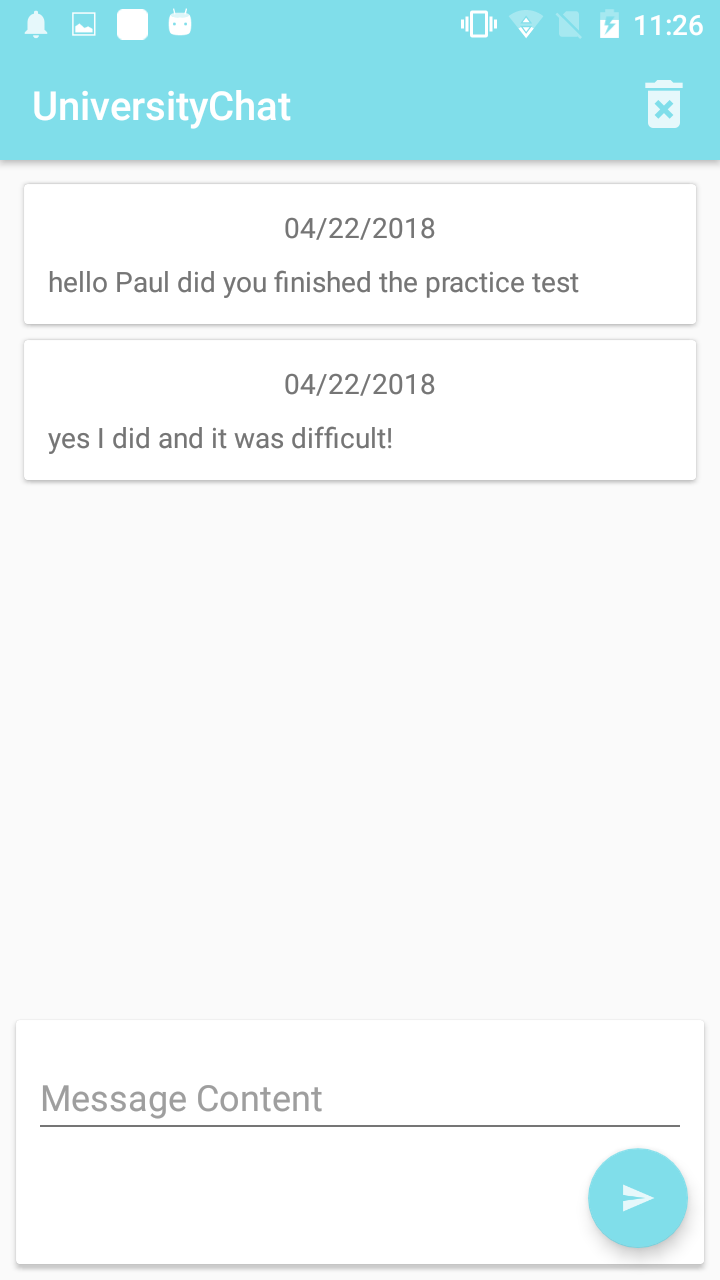 11:26
UniversityChat
04/22/2018
hello Paul did you finished the practice test
04/22/2018
yes I did and it was difficult!
Message Content